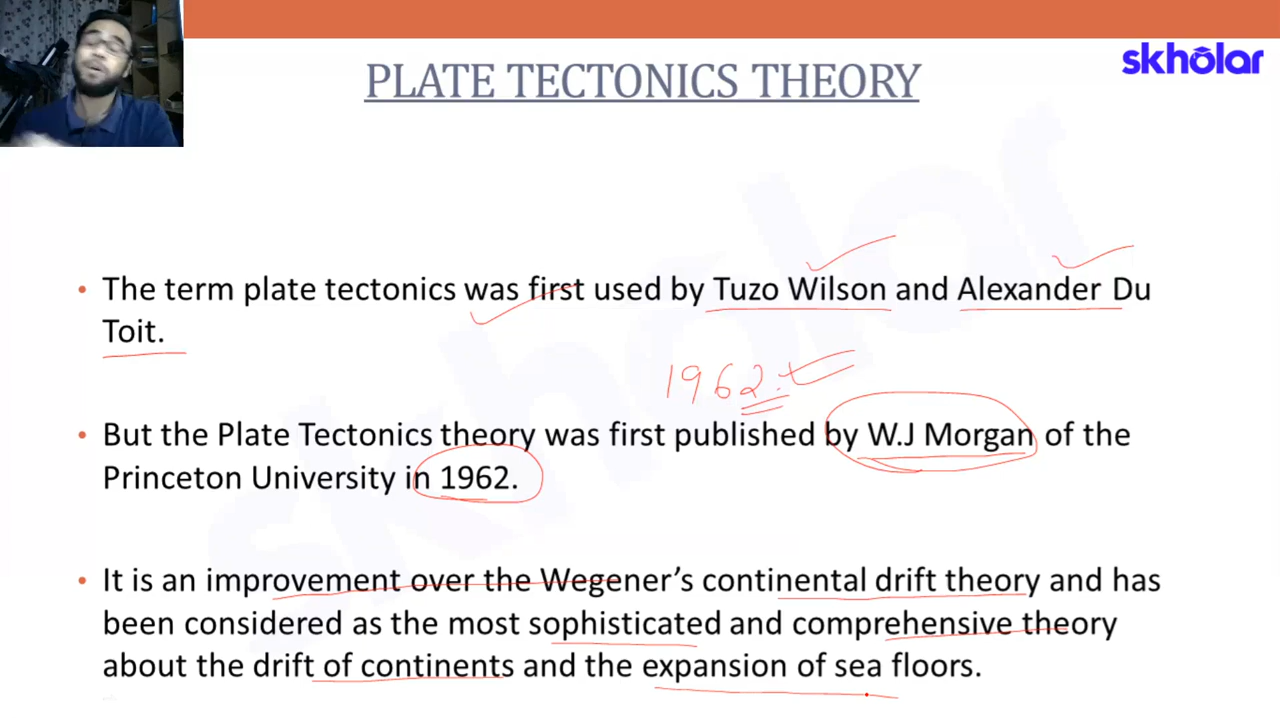 skhōlar
PLATE TECTONICS THEORY
• The term plate tectonics was first used by Tuzo Wilson and Alexander Du
Toit.
1962.
• But the Plate Tectonics theory was first published by W.J Morgan of the
Princeton University in 1962.
• It is an improvement over the Wegener's continental drift theory and has
been considered as the most sophisticated and comprehensive theory
about the drift of continents and the expansion of sea floors.
skholar